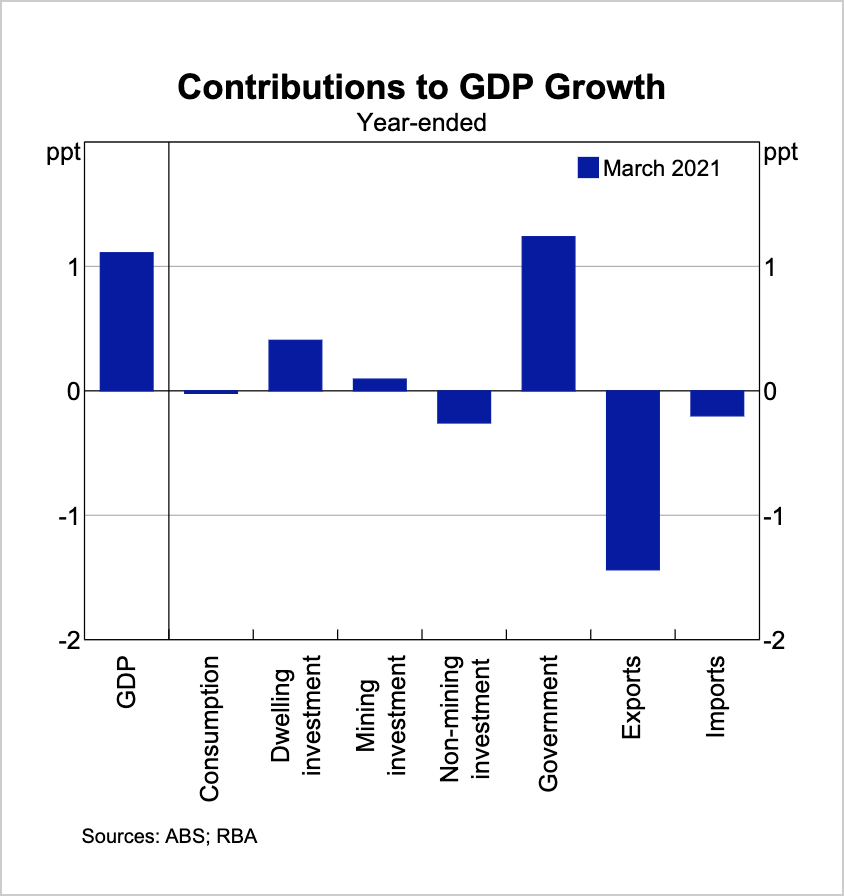 Contributions to GDP Growth
Year-ended
ppt
ppt
March 2021
1
1
0
0
-1
-1
-2
-2
GDP
Consumption
Dwelling
investment
Mining
investment
Non-mining
investment
Government
Exports
Imports
Sources: ABS; RBA